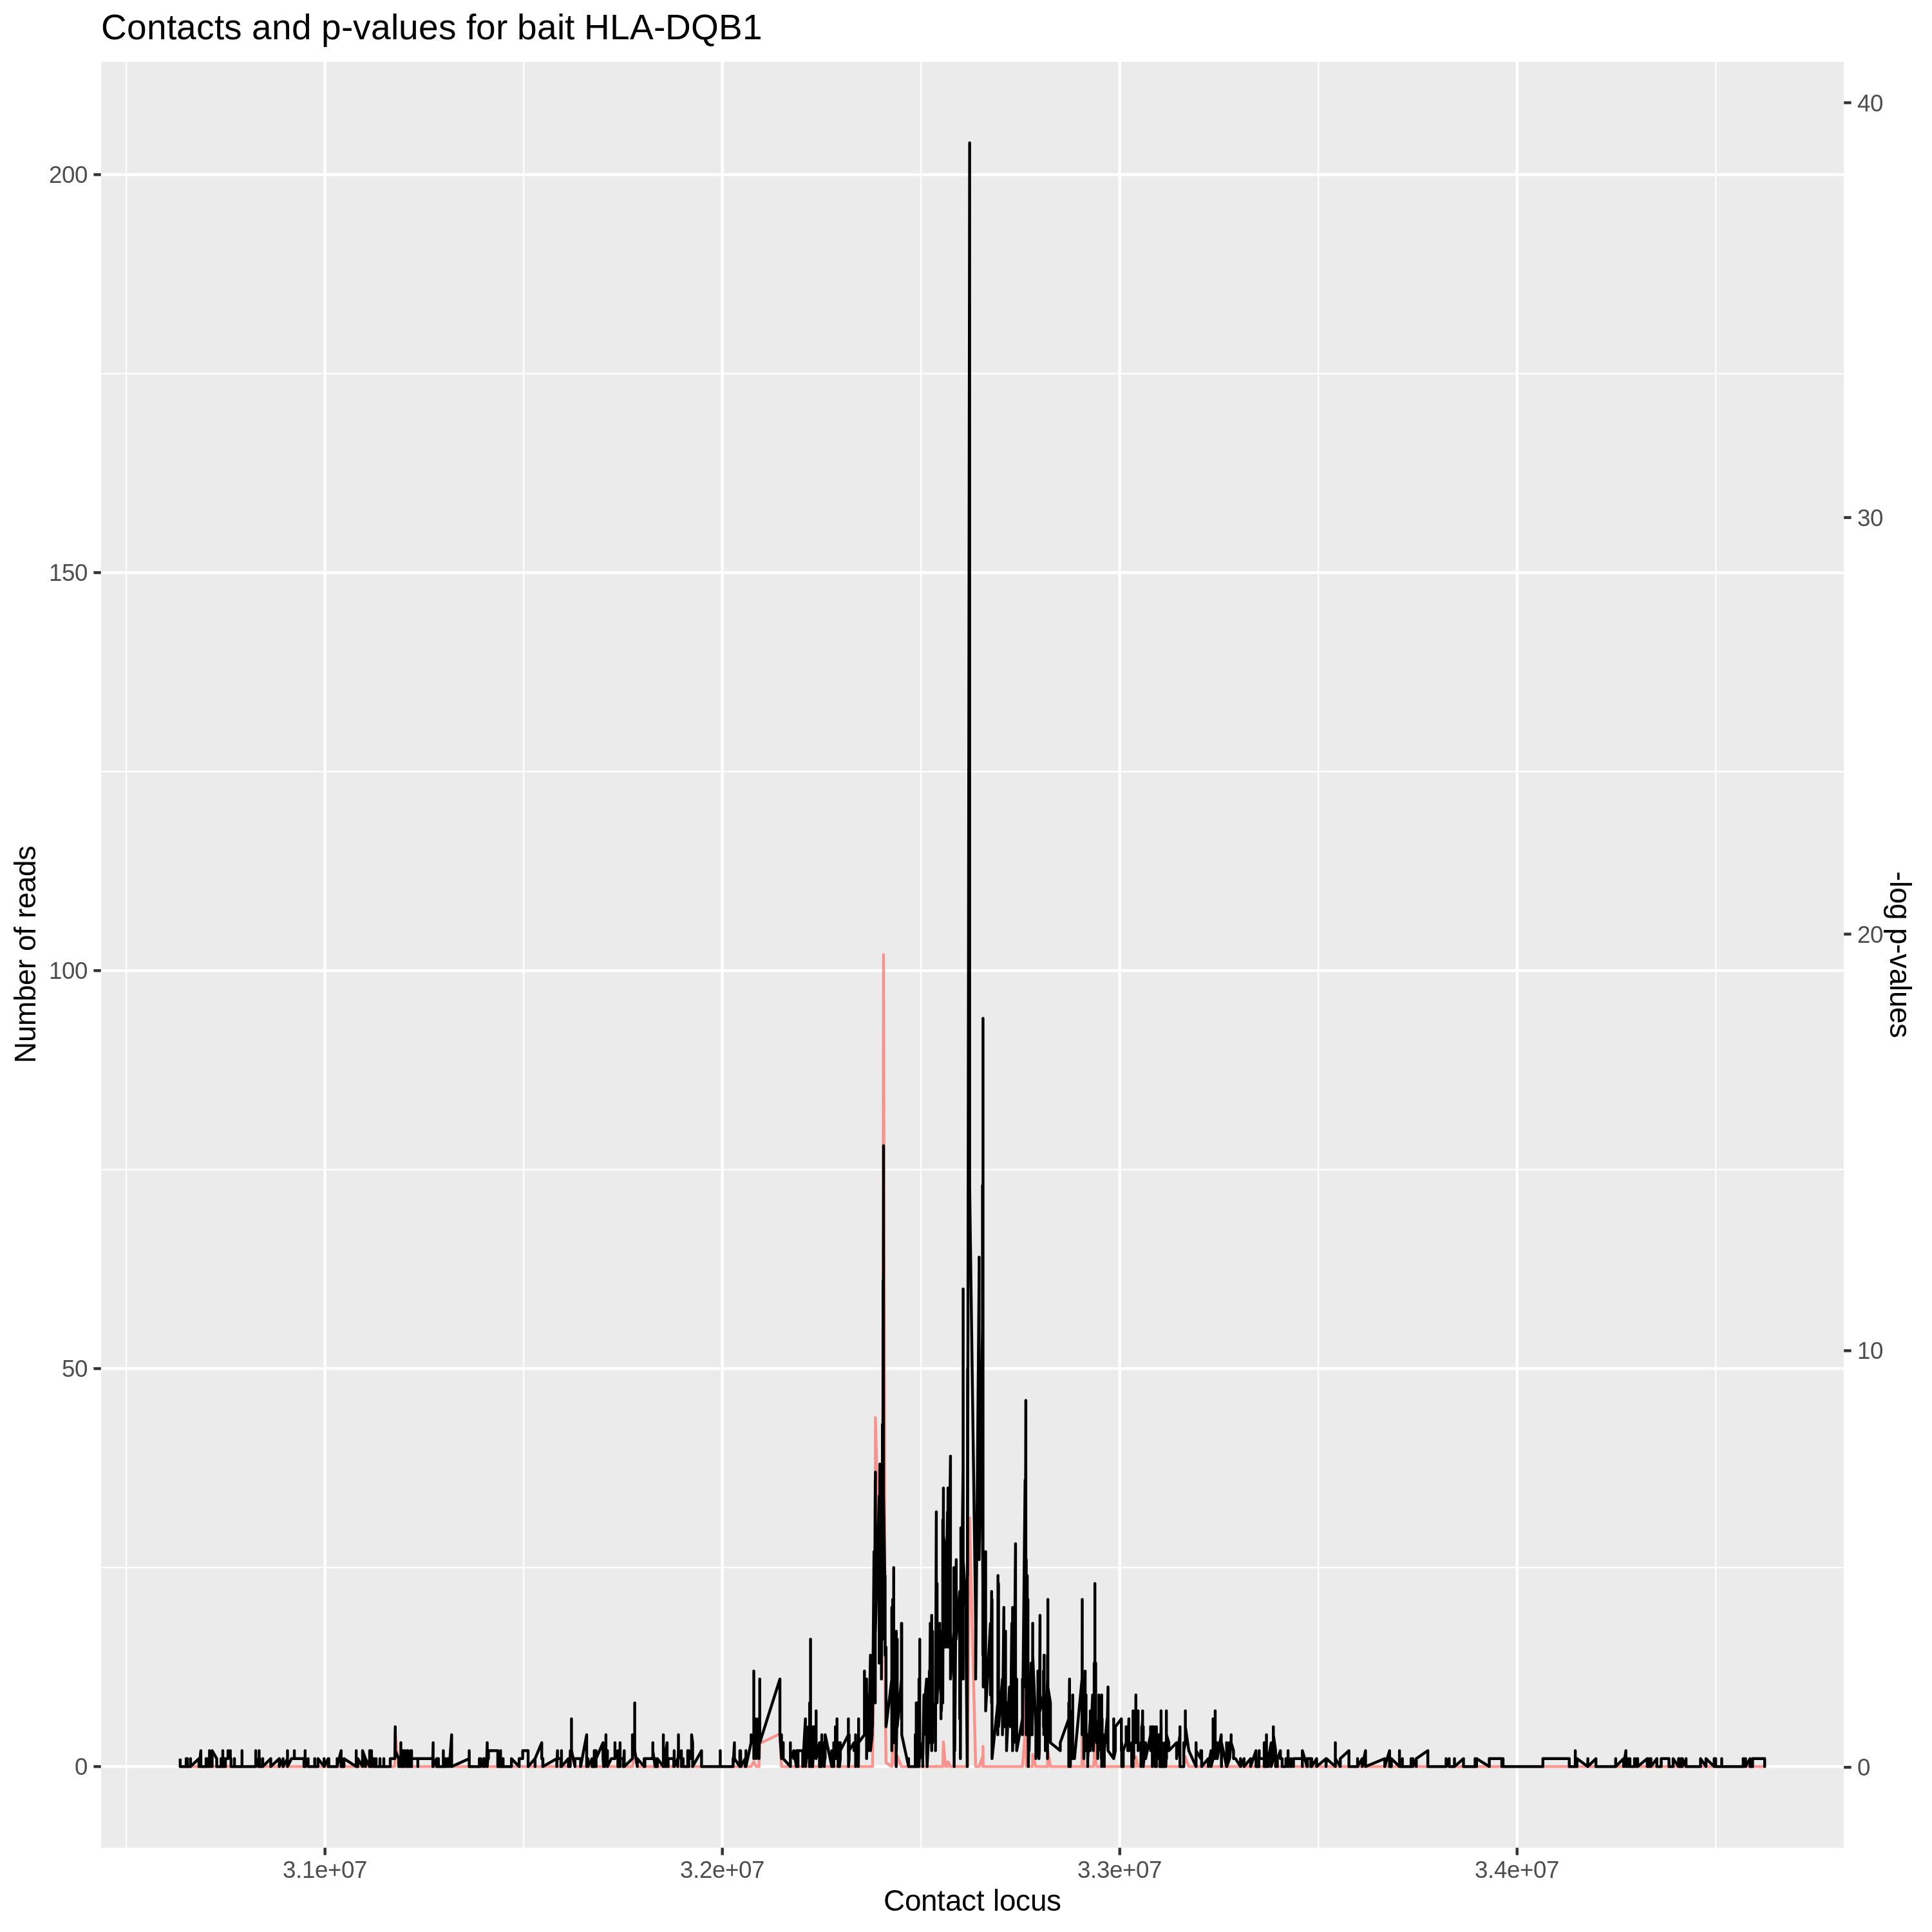 Contacts and p-values for bait HLA-DQB1
Number of reads
200
150
100
50
0
40
30
20
10
0
-log p-values
3.1e+07 3.2e+07 3.3e+07 3.4e+07
Contact locus